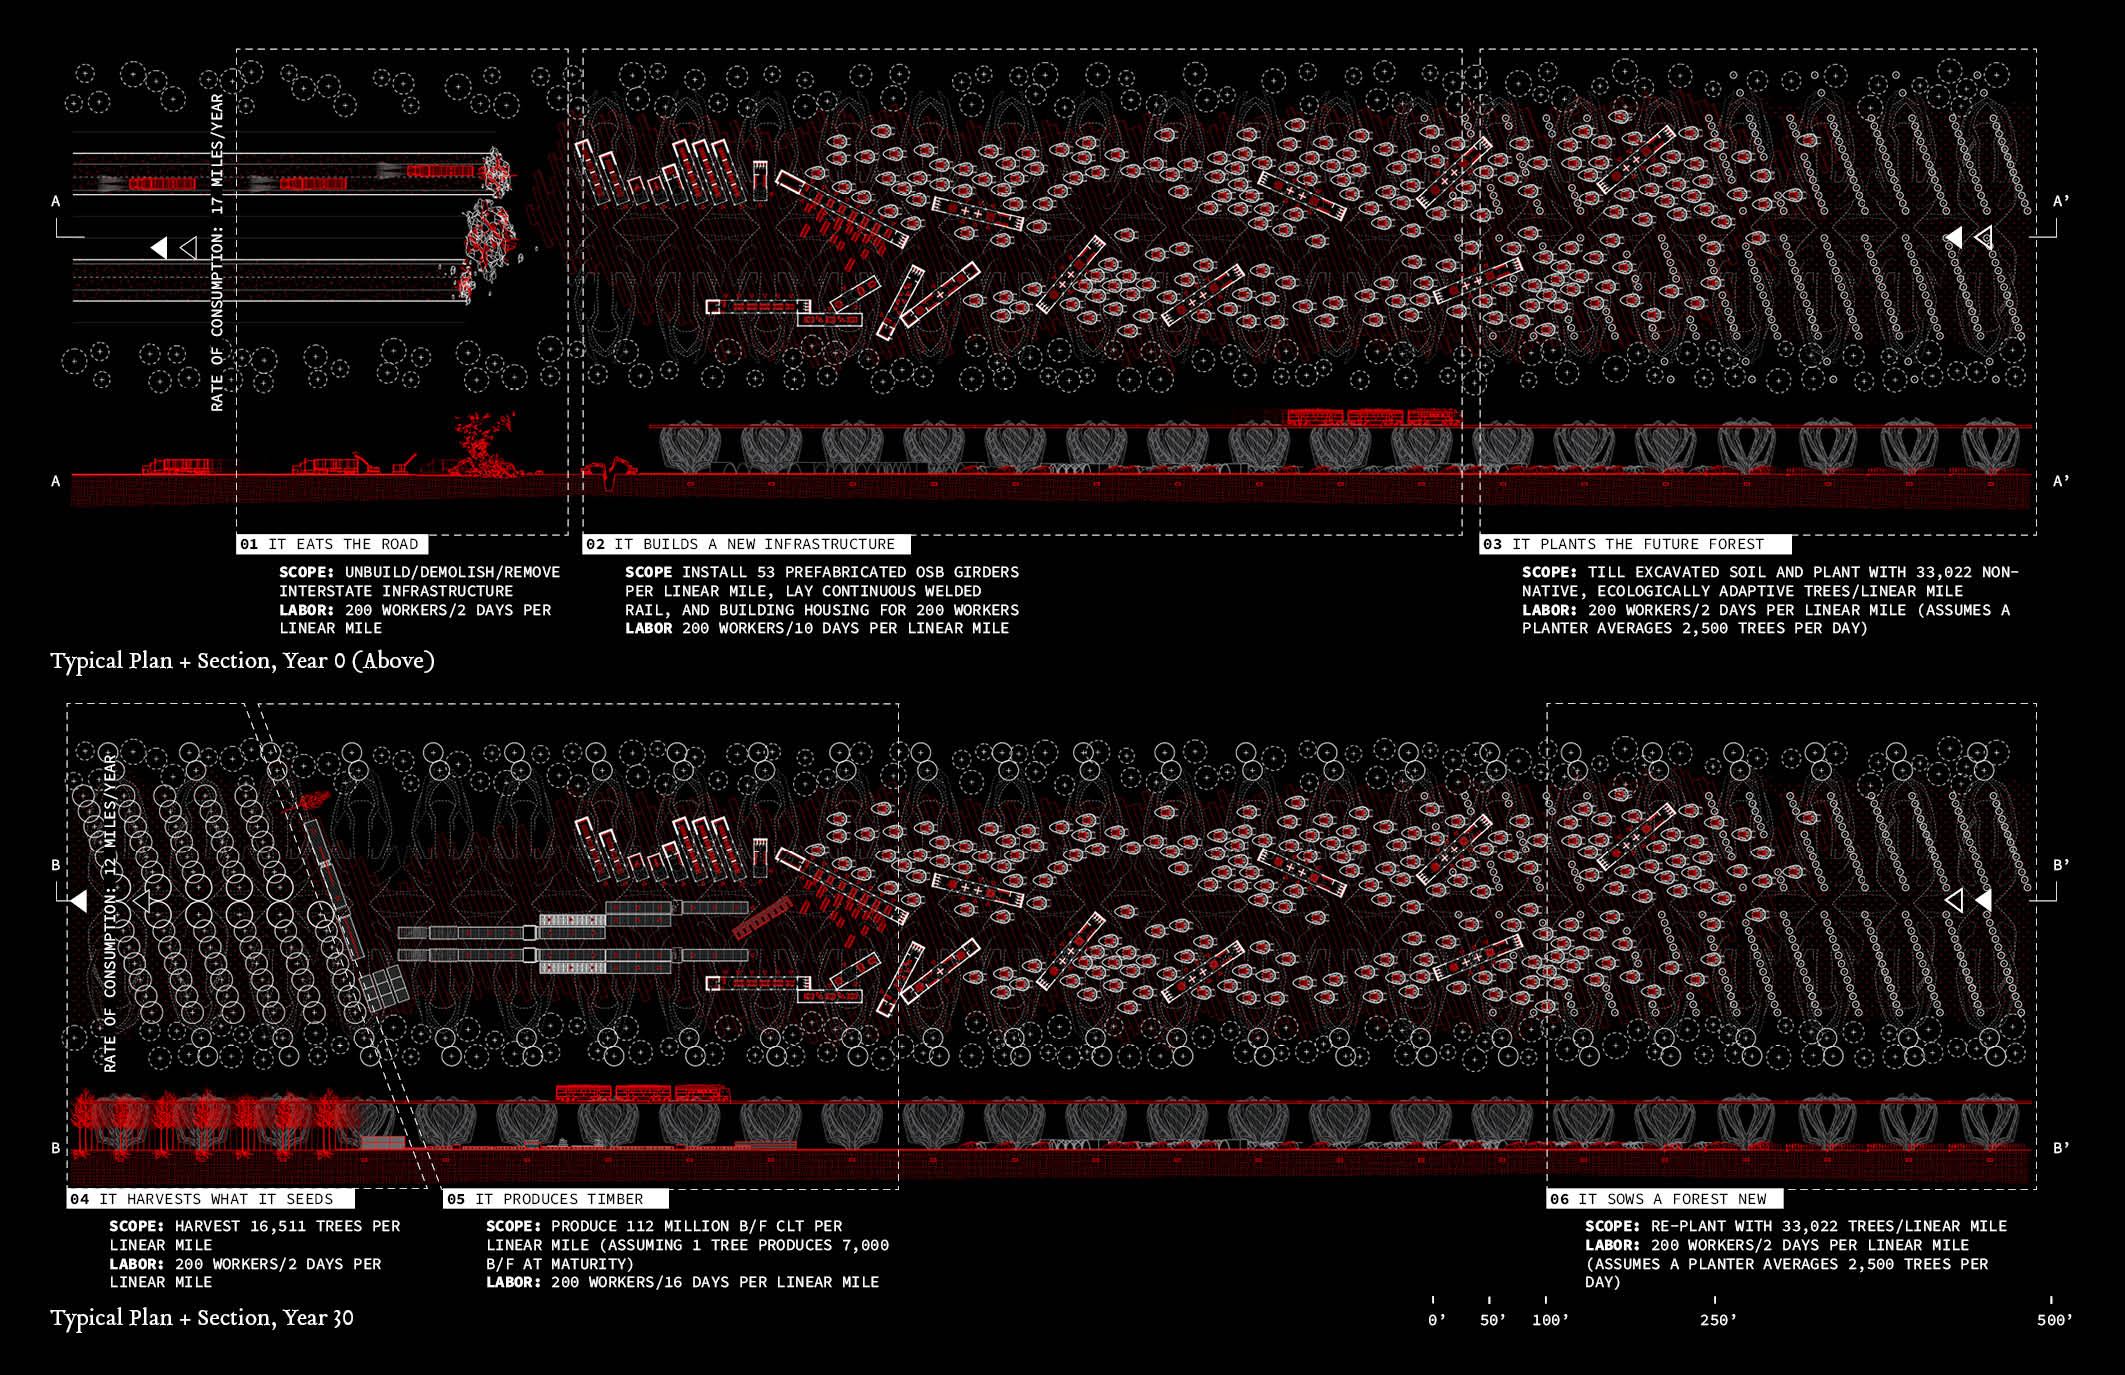 RATE OF CONSUMPTION: 17 MILES/YEAR
A
A’
A
A’
01 IT EATS THE ROAD
SCOPE: UNBUILD/DEMOLISH/REMOVE
INTERSTATE INFRASTRUCTURE
LABOR: 200 WORKERS/2 DAYS PER
LINEAR MILE
02 IT BUILDS A NEW INFRASTRUCTURE
SCOPE INSTALL 53 PREFABRICATED OSB GIRDERS
PER LINEAR MILE, LAY CONTINUOUS WELDED
RAIL, AND BUILDING HOUSING FOR 200 WORKERS
LABOR 200 WORKERS/10 DAYS PER LINEAR MILE
03 IT PLANTS THE FUTURE FOREST
SCOPE: TILL EXCAVATED SOIL AND PLANT WITH 33,022 NON-
NATIVE, ECOLOGICALLY ADAPTIVE TREES/LINEAR MILE
LABOR: 200 WORKERS/2 DAYS PER LINEAR MILE (ASSUMES A
PLANTER AVERAGES 2,500 TREES PER DAY)
Typical Plan + Section, Year 0 (Above)
RATE OF CONSUMPTION: 12 MILES/YEAR
B
B’
B
B’
04 IT HARVESTS WHAT IT SEEDS
SCOPE: HARVEST 16,511 TREES PER
LINEAR MILE
LABOR: 200 WORKERS/2 DAYS PER
LINEAR MILE
05 IT PRODUCES TIMBER
SCOPE: PRODUCE 112 MILLION B/F CLT PER
LINEAR MILE (ASSUMING 1 TREE PRODUCES 7,000
B/F AT MATURITY)
LABOR: 200 WORKERS/16 DAYS PER LINEAR MILE
06 IT SOWS A FOREST NEW
SCOPE: RE-PLANT WITH 33,022 TREES/LINEAR MILE
LABOR: 200 WORKERS/2 DAYS PER LINEAR MILE
(ASSUMES A PLANTER AVERAGES 2,500 TREES PER
DAY)
Typical Plan + Section, Year 30
0’ 50’ 100’ 250’ 500’